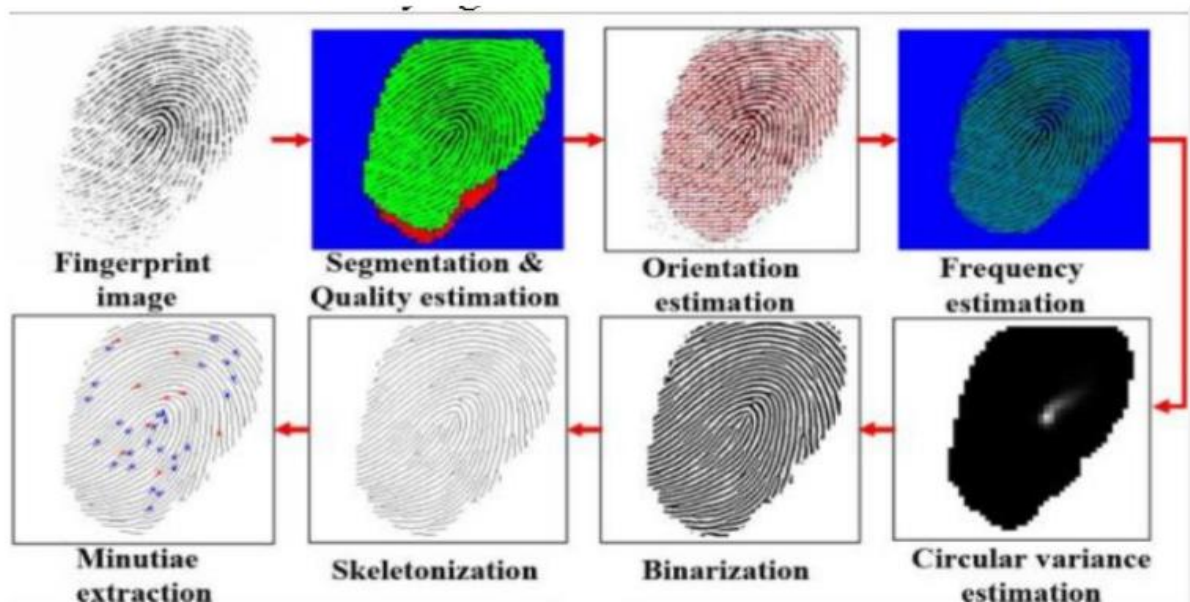 Fingerprint
image
Segmentation &
Quality estimation
Orientation
estimation
Frequency
estimation
Minutiae
extraction
Skeletonization
Binarization
Circular variance
estimation